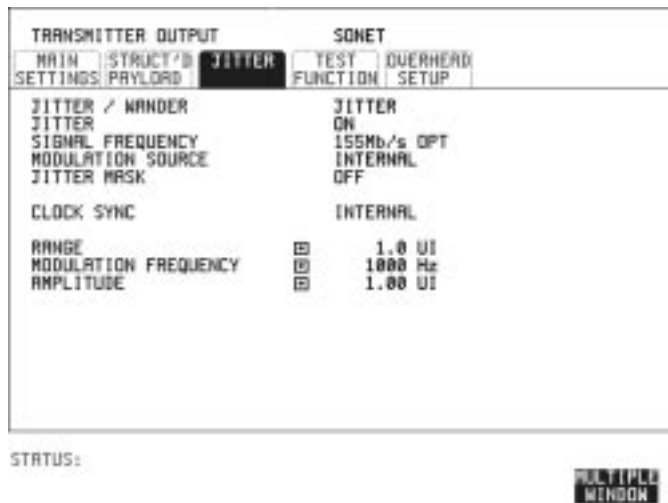 TRANSMITTER OUTPUT SONET
MAIN SETTINGS STRUCT'D PAYLOAD JITTER TEST FUNCTION OVERHEAD SETUP
JITTER / WANDER JITTER
JITTER ON
SIGNAL FREQUENCY 155Mb/s OPT
MODULATION SOURCE INTERNAL
JITTER MASK OFF
CLOCK SYNC INTERNAL
RANGE 1.0 UI
MODULATION FREQUENCY 1000 Hz
AMPLITUDE 1.00 UI
STATUS:
MULTIPLE
WINDOW